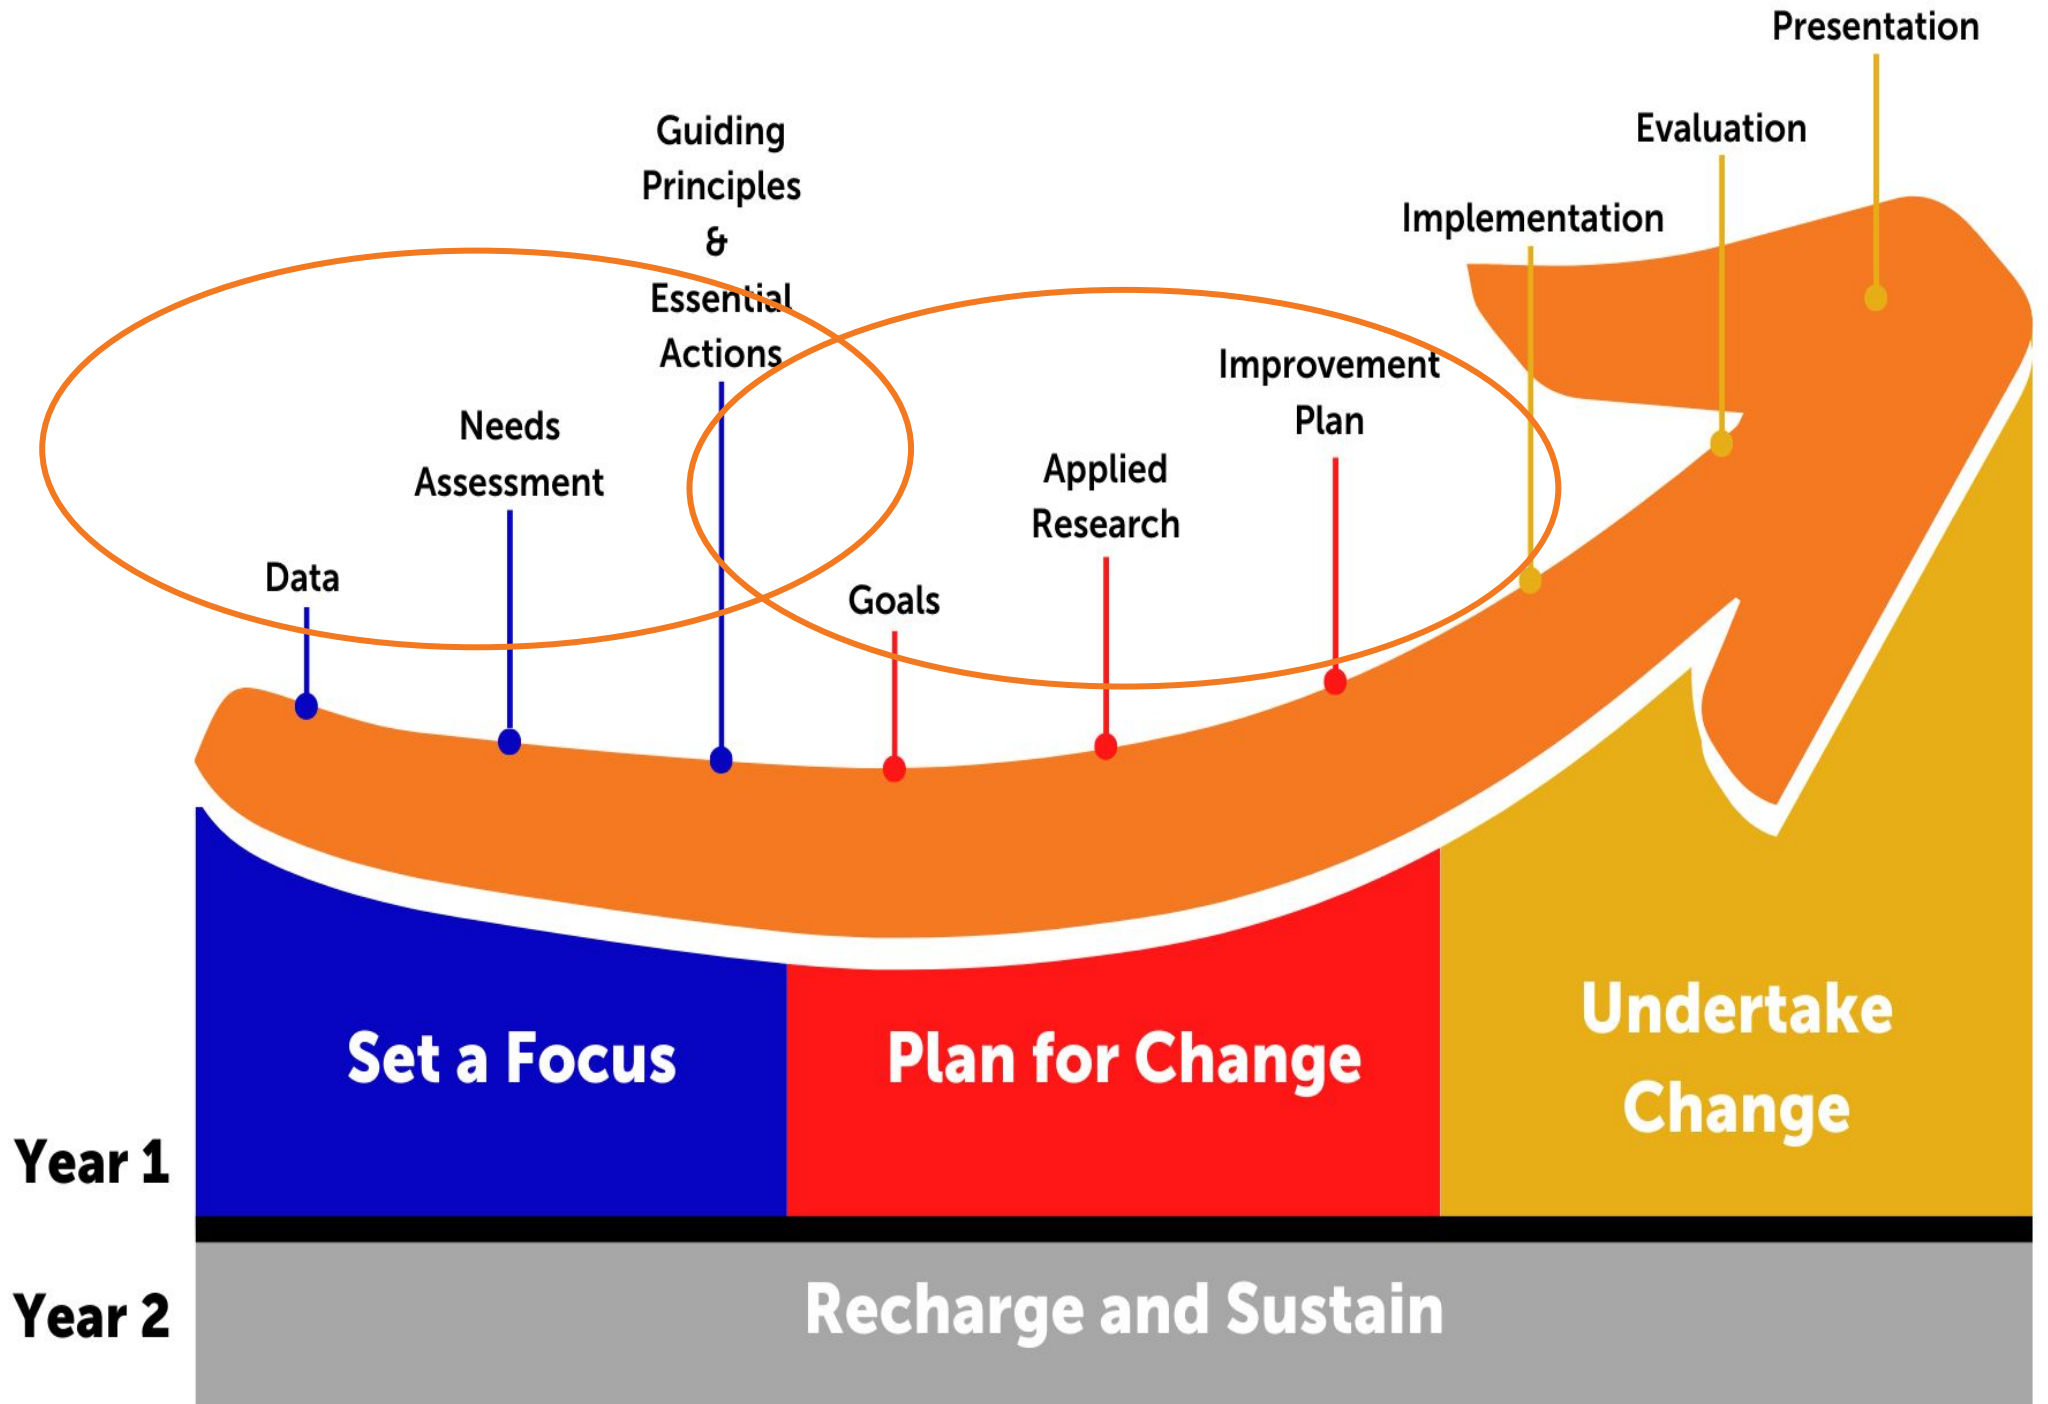 Presentation
Evaluation
Implementation
Guiding
Principles
&
Essential
Actions
Improvement
Plan
Needs
Assessment
Applied
Research
Data
Goals
Set a Focus
Plan for Change
Undertake
Change
Year 1
Year 2
Recharge and Sustain